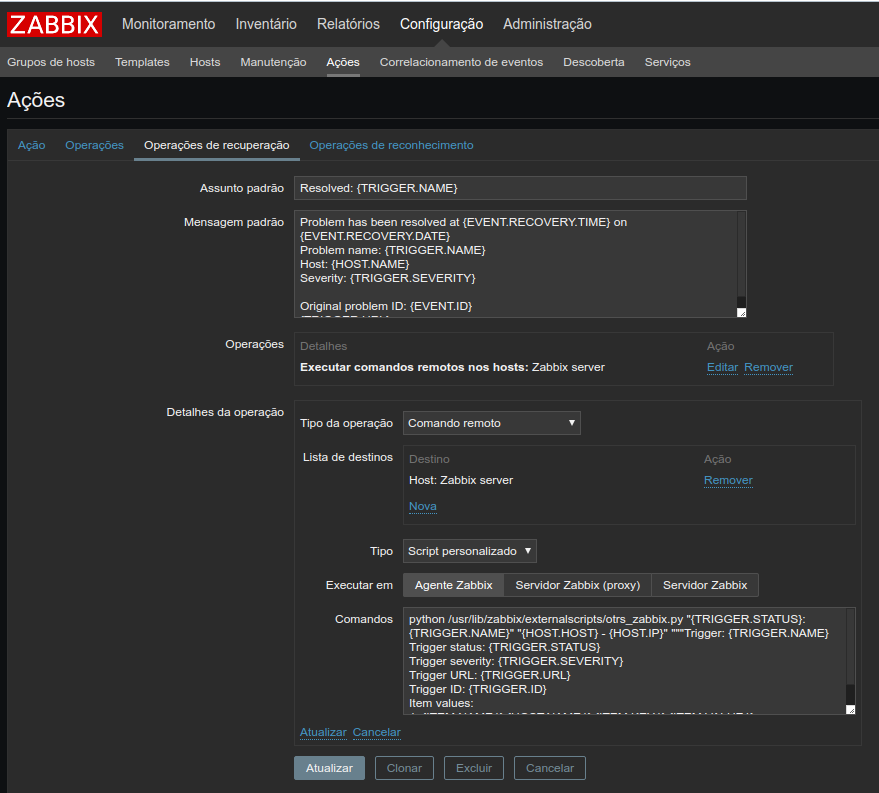 ZABBIX Monitoramento Inventário Relatórios Configuração Administração
Grupos de hosts Templates Hosts Manutenção Ações Correlacionamento de eventos Descoberta Serviços
Ações
Ação Operações Operações de recuperação Operações de reconhecimento
Assunto padrão Resolved: {TRIGGER.NAME}
Mensagem padrão Problem has been resolved at {EVENT.RECOVERY.TIME} on
{EVENT.RECOVERY.DATE}
Problem name: {TRIGGER.NAME}
Host: {HOST.NAME}
Severity: {TRIGGER.SEVERITY}
Original problem ID: {EVENT.ID}
Operações Detalhes Ação
Executar comandos remotos nos hosts: Zabbix server Editar Remover
Detalhes da operação
Tipo da operação Comando remoto
Lista de destinos Destino Ação
Host: Zabbix server Remover
Nova
Tipo Script personalizado
Executar em Agente Zabbix Servidor Zabbix (proxy) Servidor Zabbix
Comandos python /usr/lib/zabbix/externalscripts/otrs_zabbix.py "{TRIGGER.STATUS}:
{TRIGGER.NAME}" "{HOST.HOST} - {HOST.IP}" """Trigger: {TRIGGER.NAME}
Trigger status: {TRIGGER.STATUS}
Trigger severity: {TRIGGER.SEVERITY}
Trigger URL: {TRIGGER.URL}
Trigger ID: {TRIGGER.ID}
Item values:
Atualizar Cancelar
Atualizar Clonar Excluir Cancelar